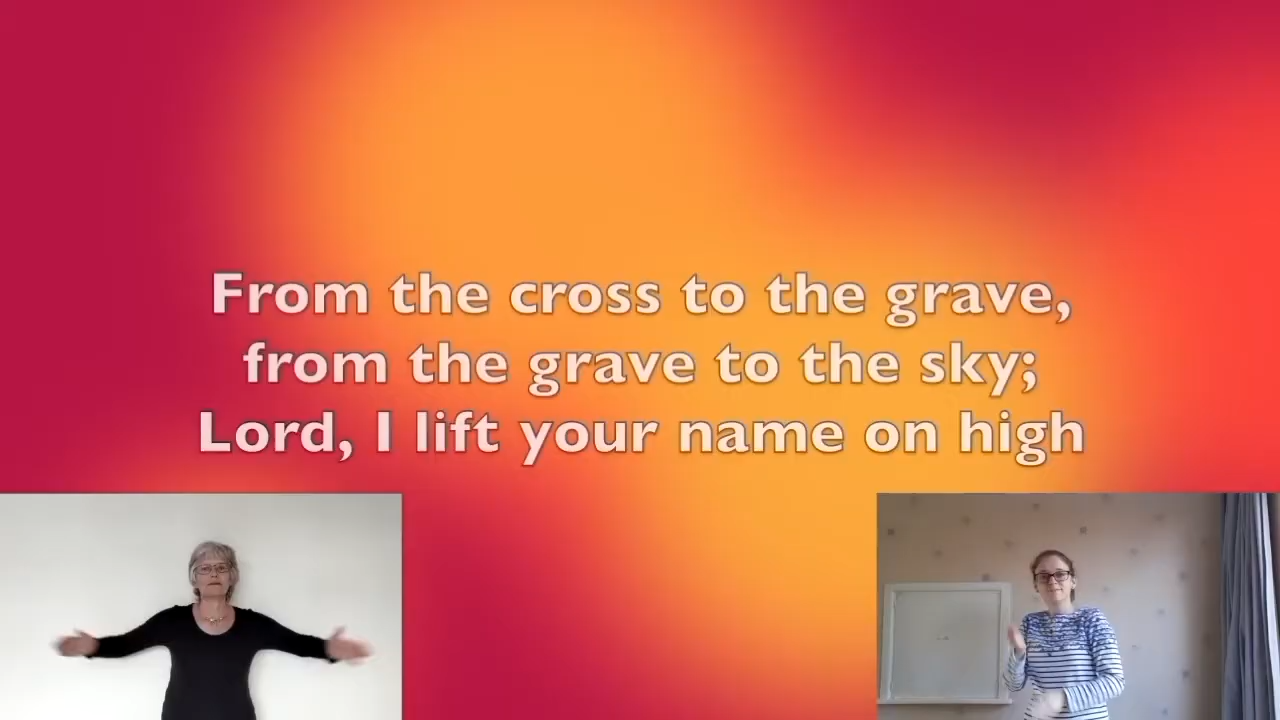 From the cross to the grave,
from the grave to the sky;
Lord, I lift your name on high